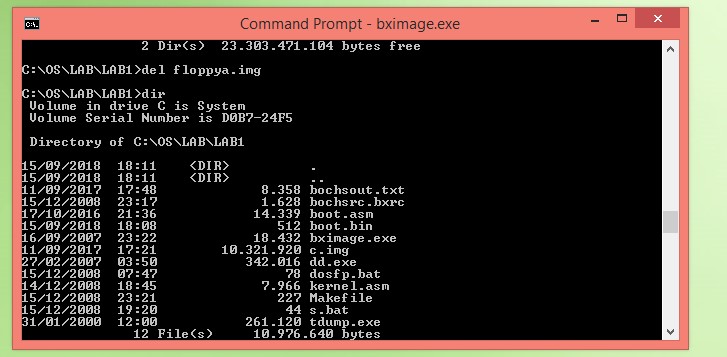 Command Prompt - bximage.exe
2 Dir(s)  23.303.471.104 bytes free
C:\OS\LAB\LAB1>del floppya.img
C:\OS\LAB\LAB1>dir
Volume in drive C is System
Volume Serial Number is D0B7-24F5
Directory of C:\OS\LAB\LAB1
15/09/2018  18:11    <DIR>          .
15/09/2018  18:11    <DIR>          ..
11/09/2017  17:48             8.358 bochsout.txt
15/12/2008  23:17             1.628 bochsrc.bxrc
17/10/2016  21:36            14.339 boot.asm
15/09/2018  18:08               512 boot.bin
16/09/2007  23:22            18.432 bximage.exe
11/09/2017  17:21        10.321.920 c.img
27/02/2007  03:50           342.016 dd.exe
15/12/2008  07:47                78 dosfp.bat
14/12/2008  18:45             7.966 kernel.asm
15/12/2008  23:21               227 Makefile
15/12/2008  19:20                44 s.bat
31/01/2000  12:00           261.120 tdump.exe
12 File(s)     10.976.640 bytes